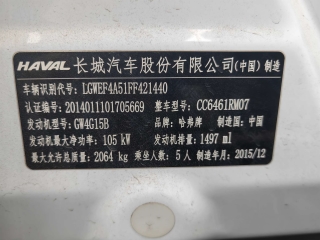 HAVAL 长城汽车股份有限公司(中国)制造
车辆识别代号: LGWEF4A51FF421440
认证编号: 2014011101705669 整车型号: CC6461RM07
发动机型号: GW4G15B 品牌: 哈弗牌 制造国: 中国
发动机最大净功率: 105 kW 发动机排量: 1497 ml
最大允许总质量: 2064 kg 乘坐人数: 5 人 制造年月: 2015/12